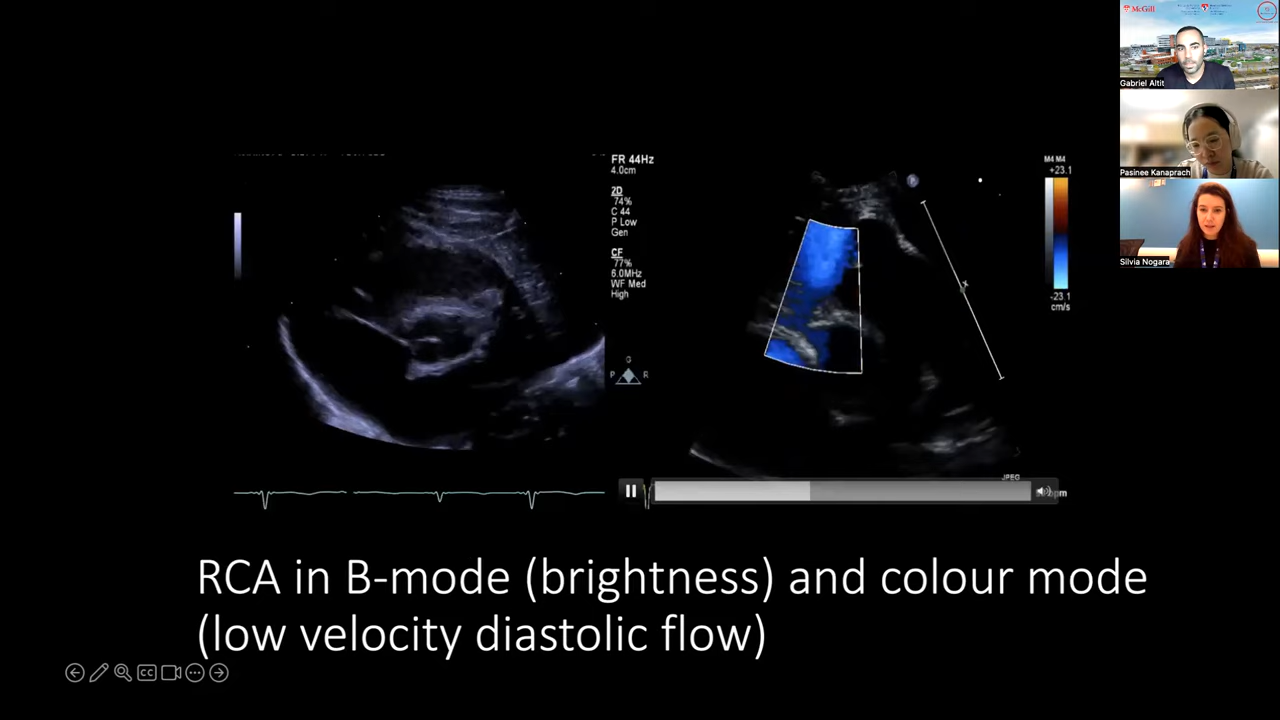 McGill
Gabriel Altit
Pasinee Kanaprach
Silvia Nogara
FR 44Hz
4.0cm
2D
74%
C 44
P Low
Gen
CF
77%
6.0MHz
WF Med
High
G
P R
M4 M4
+23.1
-23.1
cm/s
P
x
JPEG
bpm
RCA in B-mode (brightness) and colour mode
(low velocity diastolic flow)
CC